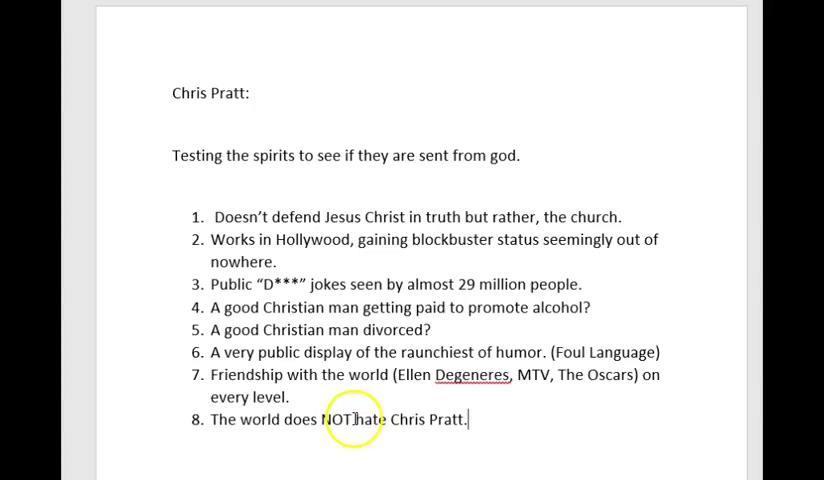 Chris Pratt:
Testing the spirits to see if they are sent from god.
1. Doesn’t defend Jesus Christ in truth but rather, the church.
2. Works in Hollywood, gaining blockbuster status seemingly out of
nowhere.
3. Public “D***” jokes seen by almost 29 million people.
4. A good Christian man getting paid to promote alcohol?
5. A good Christian man divorced?
6. A very public display of the raunchiest of humor. (Foul Language)
7. Friendship with the world (Ellen Degeneres, MTV, The Oscars) on
every level.
8. The world does NOT hate Chris Pratt.